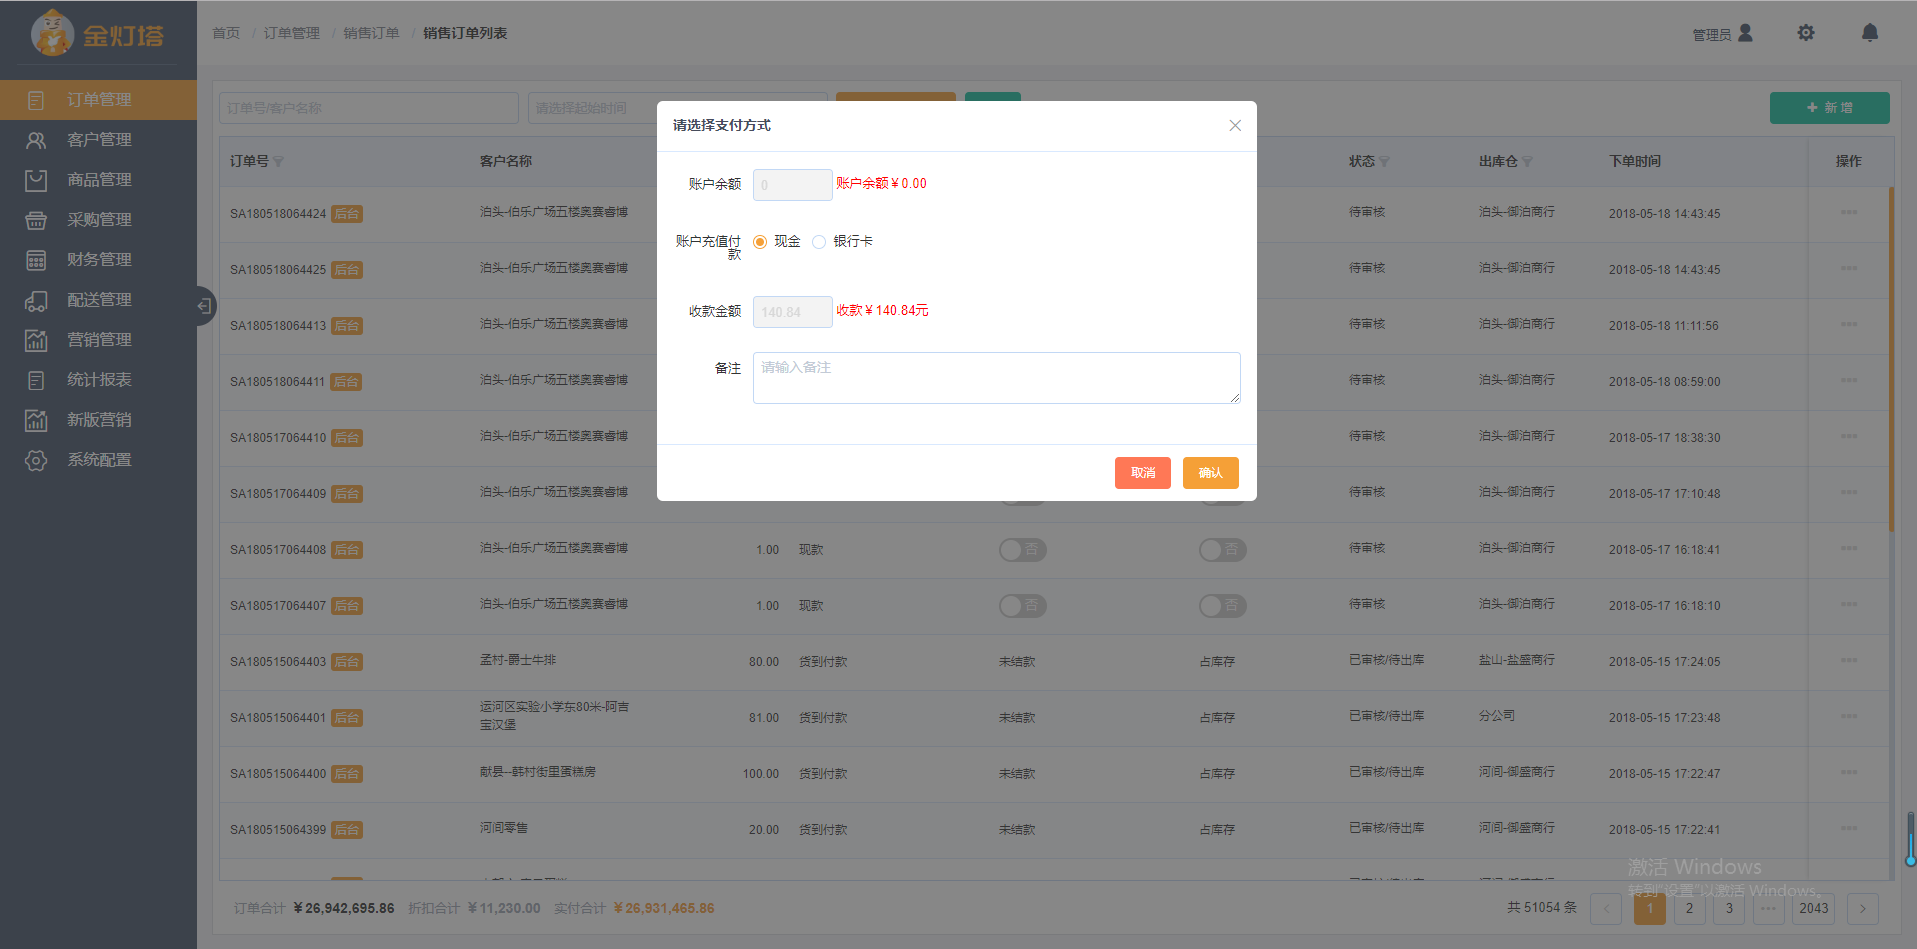 金灯塔
首页 / 订单管理 / 销售订单 / 销售订单列表
管理员
订单管理
客户管理
商品管理
采购管理
财务管理
配送管理
营销管理
统计报表
新版营销
系统配置
订单号/客户名称
请选择起始时间
+ 新 增
请选择支付方式
账户余额 0 账户余额￥0.00
账户充值付款 现金 银行卡
收款金额 140.84 收款￥140.84元
备注 请输入备注
取消 确认
订单号 客户名称 状态 出库仓 下单时间 操作
SA180518064424 后台 泊头-伯乐广场五楼奥赛睿博 待审核 泊头-御泊商行 2018-05-18 14:43:45
SA180518064425 后台 泊头-伯乐广场五楼奥赛睿博 待审核 泊头-御泊商行 2018-05-18 14:43:45
SA180518064413 后台 泊头-伯乐广场五楼奥赛睿博 待审核 泊头-御泊商行 2018-05-18 11:11:56
SA180518064411 后台 泊头-伯乐广场五楼奥赛睿博 待审核 泊头-御泊商行 2018-05-18 08:59:00
SA180517064410 后台 泊头-伯乐广场五楼奥赛睿博 待审核 泊头-御泊商行 2018-05-17 18:38:30
SA180517064409 后台 泊头-伯乐广场五楼奥赛睿博 待审核 泊头-御泊商行 2018-05-17 17:10:48
SA180517064408 后台 泊头-伯乐广场五楼奥赛睿博 1.00 现款 否 否 待审核 泊头-御泊商行 2018-05-17 16:18:41
SA180517064407 后台 泊头-伯乐广场五楼奥赛睿博 1.00 现款 否 否 待审核 泊头-御泊商行 2018-05-17 16:18:10
SA180515064403 后台 孟村-爵士牛排 80.00 货到付款 未结款 占库存 已审核/待出库 盐山-盐盛商行 2018-05-15 17:24:05
SA180515064401 后台 运河区实验小学东80米-阿吉宝汉堡 81.00 货到付款 未结款 占库存 已审核/待出库 分公司 2018-05-15 17:23:48
SA180515064400 后台 献县--韩村街里蛋糕房 100.00 货到付款 未结款 占库存 已审核/待出库 河间-御盛商行 2018-05-15 17:22:47
SA180515064399 后台 河间零售 20.00 货到付款 未结款 占库存 已审核/待出库 河间-御盛商行 2018-05-15 17:22:41
激活 Windows
转到"设置"以激活 Windows。
订单合计 ￥26,942,695.86 折扣合计 ￥11,230.00 实付合计 ￥26,931,465.86
共 51054 条 < 1 2 3 ••• 2043 >